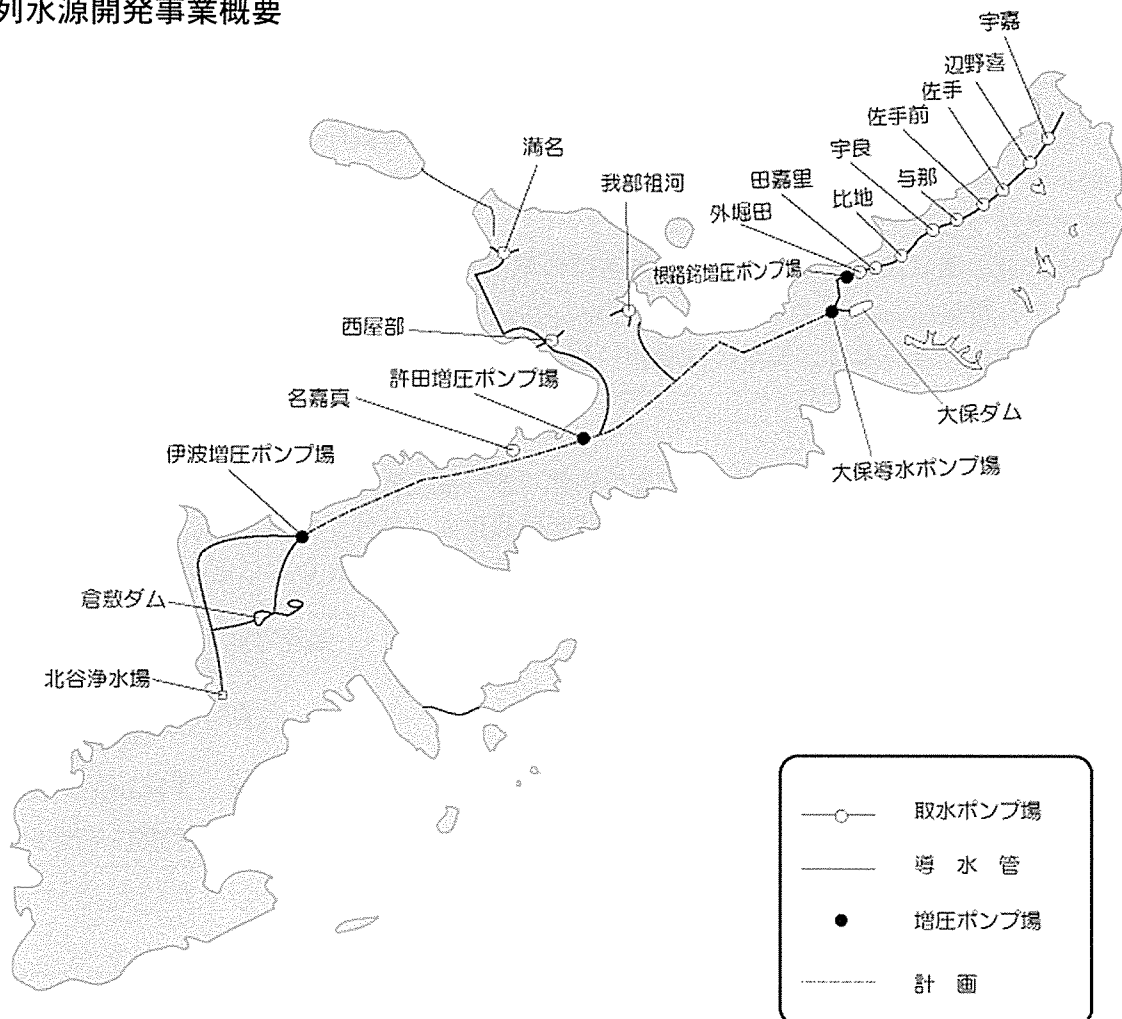 列水源開発事業概要
宇嘉
辺野喜
佐手
佐手前
宇良
与那
田嘉里
比地
外堀田
満名
我部祖河
根路銘増圧ポンプ場
西屋部
許田増圧ポンプ場
名嘉真
大保ダム
伊波増圧ポンプ場
大保導水ポンプ場
倉敷ダム
北谷浄水場
取水ポンプ場
導 水 管
増圧ポンプ場
計 画